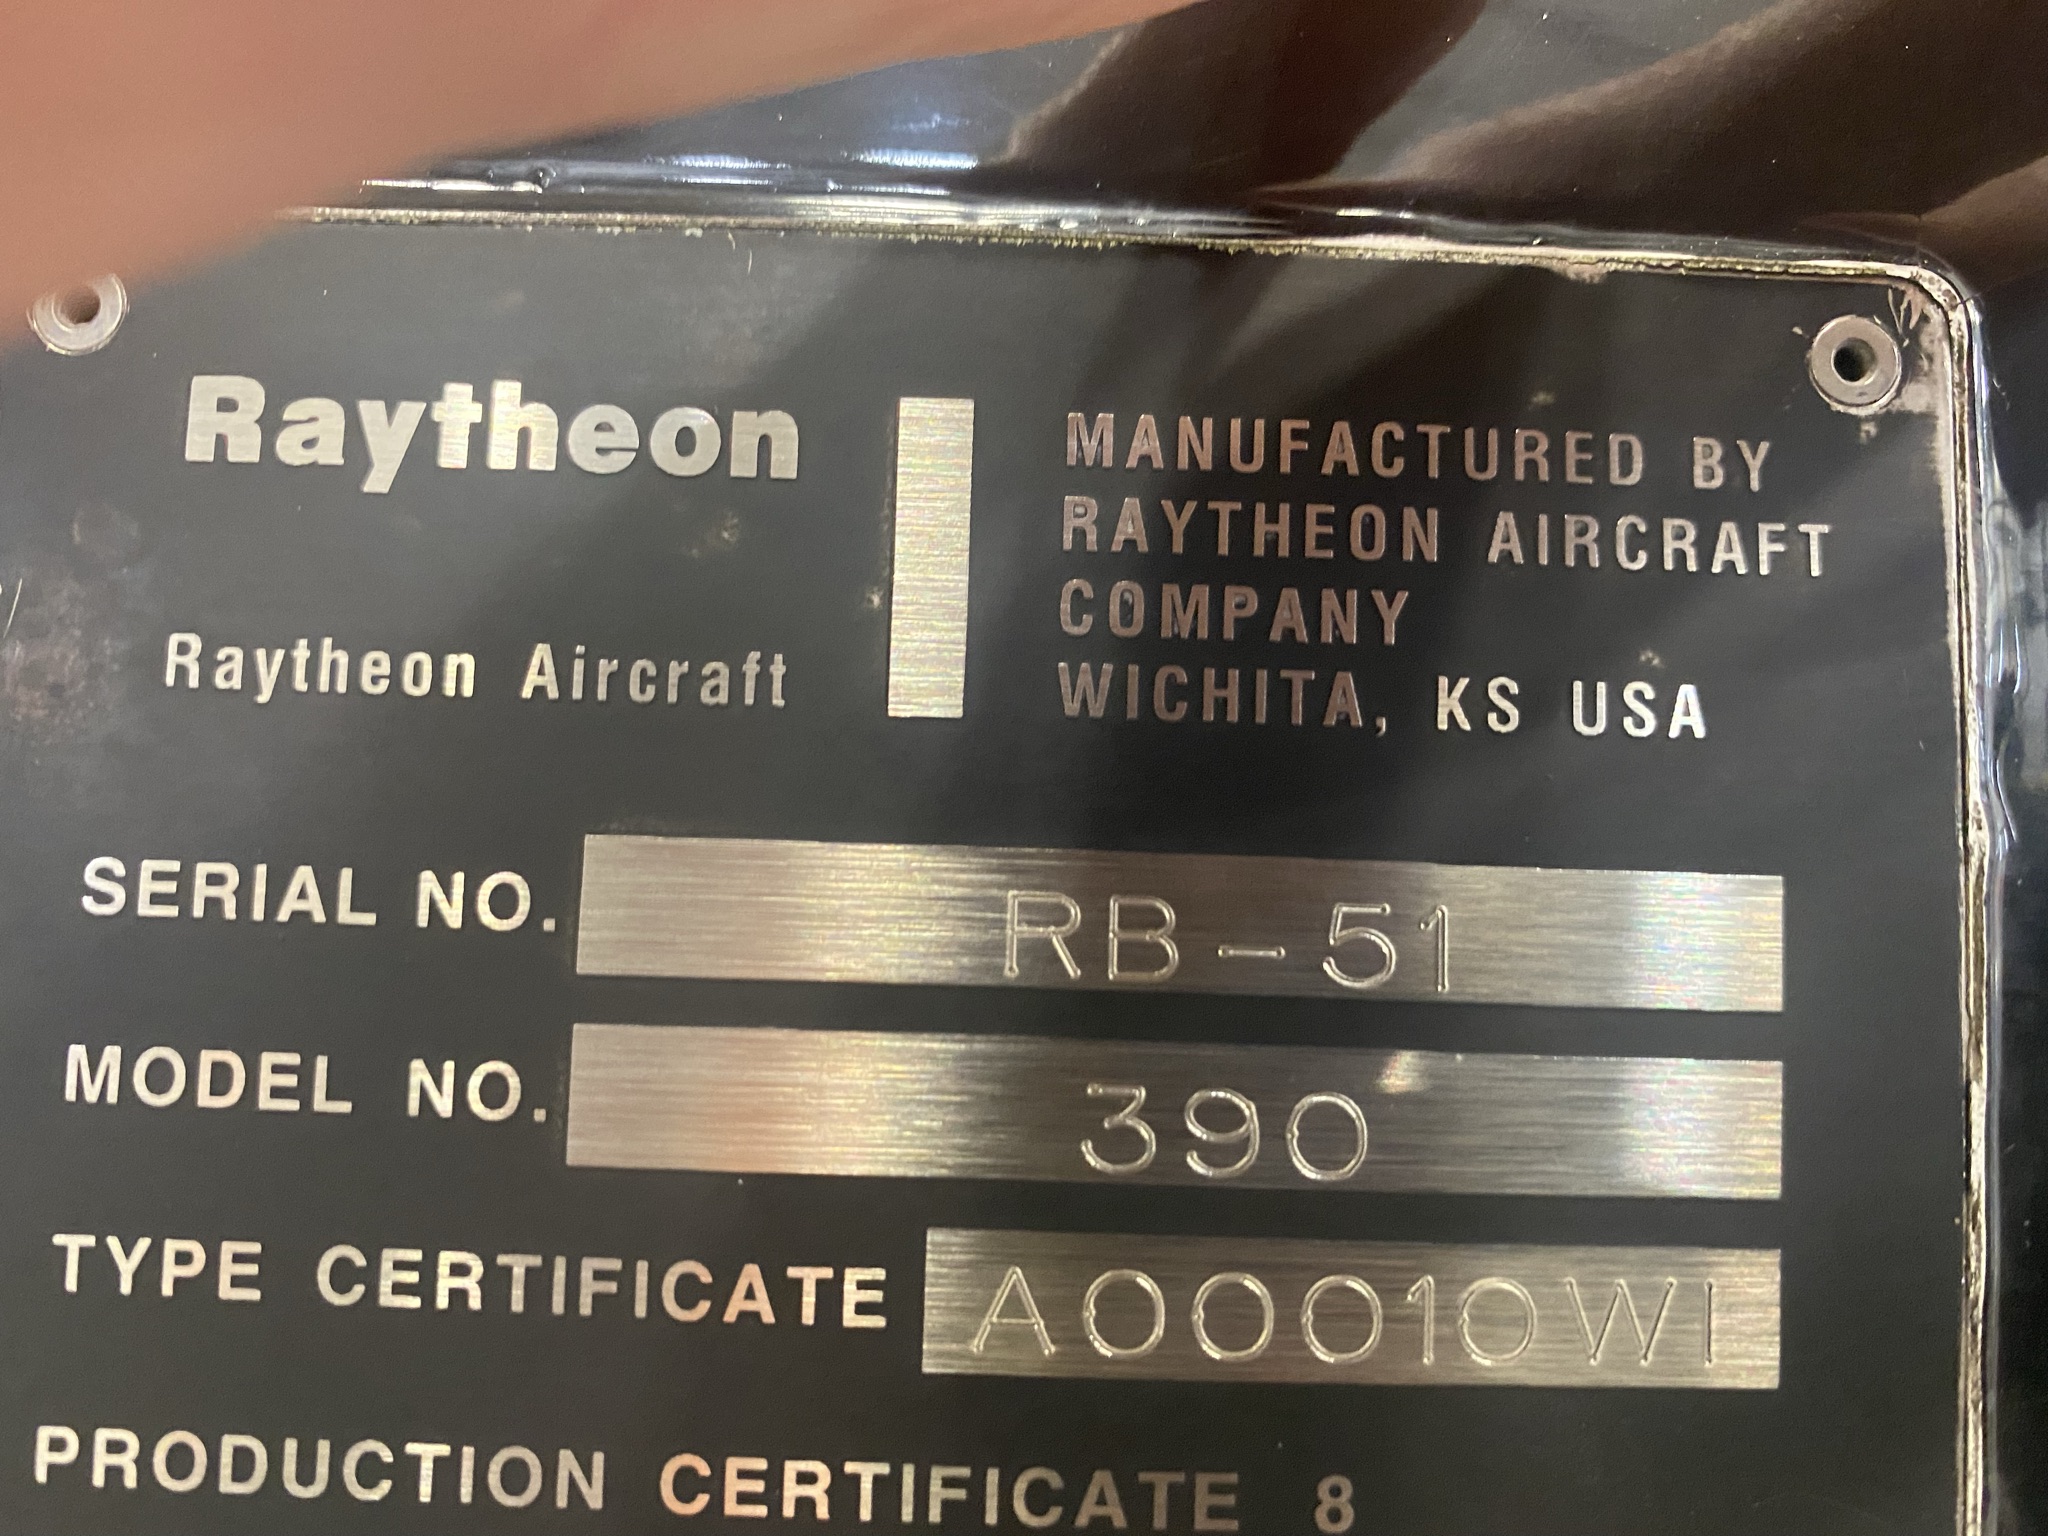 Raytheon
Raytheon Aircraft
MANUFACTURED BY
RAYTHEON AIRCRAFT
COMPANY
WICHITA, KS USA
SERIAL NO. RB-51
MODEL NO. 390
TYPE CERTIFICATE A00010WI
PRODUCTION CERTIFICATE 8